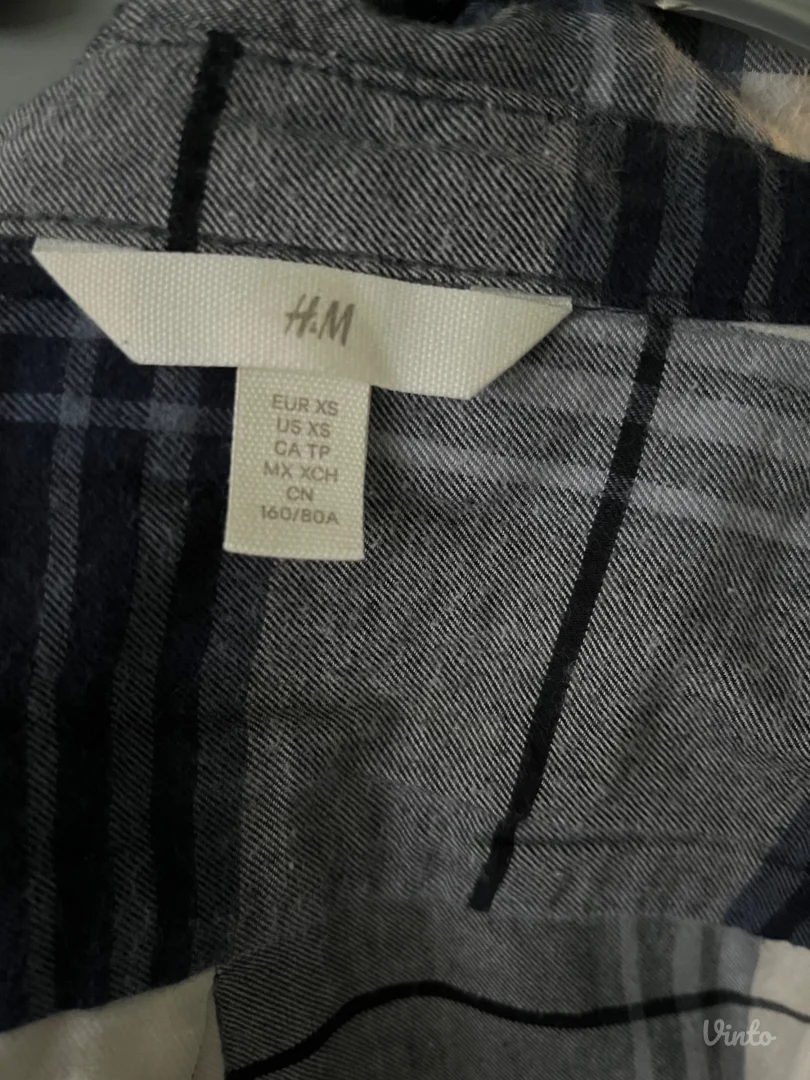 H&M
EUR XS
US XS
CA TP
MX XCH
CN
160/80A
Vinto